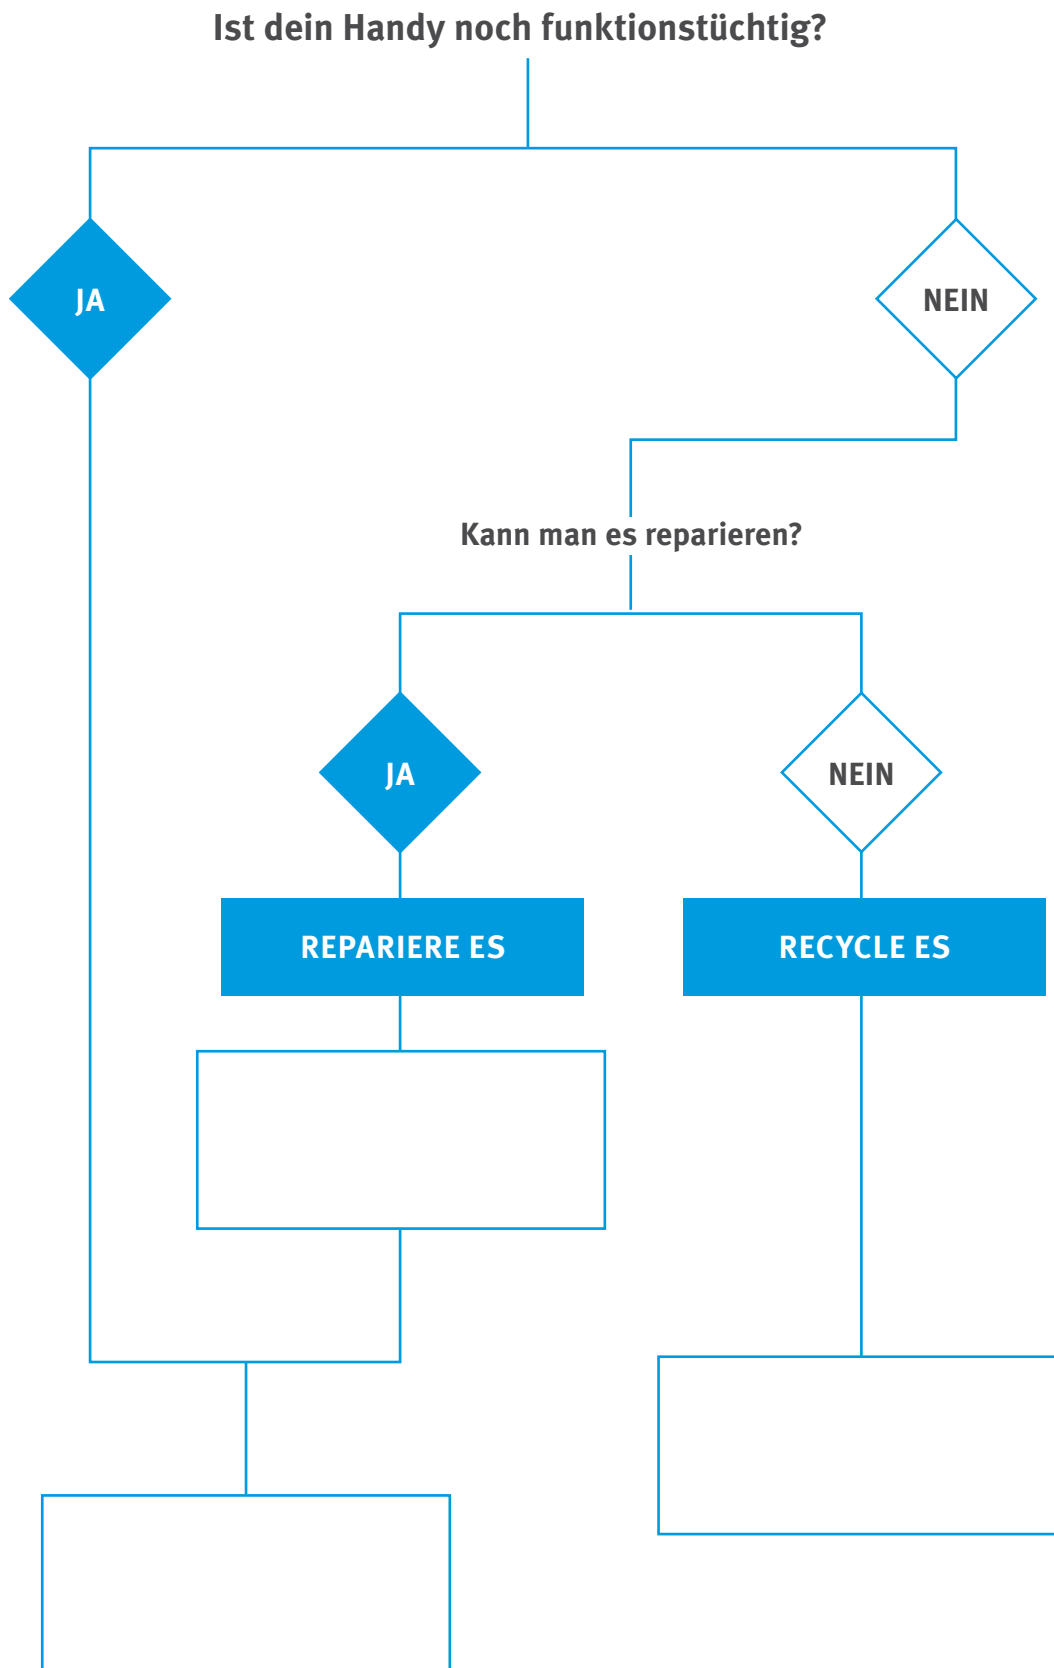 Ist dein Handy noch funktionstüchtig?
JA
NEIN
Kann man es reparieren?
JA
NEIN
REPARIERE ES
RECYCLE ES